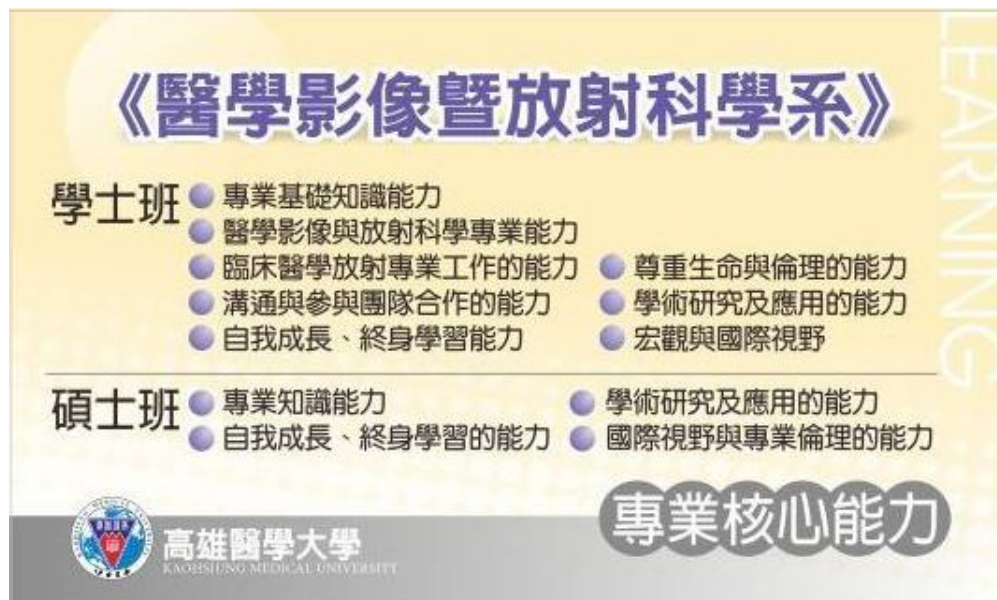 LEARNING
《醫學影像暨放射科學系》
學士班
專業基礎知識能力
醫學影像與放射科學專業能力
臨床醫學放射專業工作的能力
尊重生命與倫理的能力
溝通與參與團隊合作的能力
學術研究及應用的能力
自我成長、終身學習能力
宏觀與國際視野
碩士班
專業知識能力
學術研究及應用的能力
自我成長、終身學習的能力
國際視野與專業倫理的能力
專業核心能力
高雄醫學大學
KAOHSIUNG MEDICAL UNIVERSITY